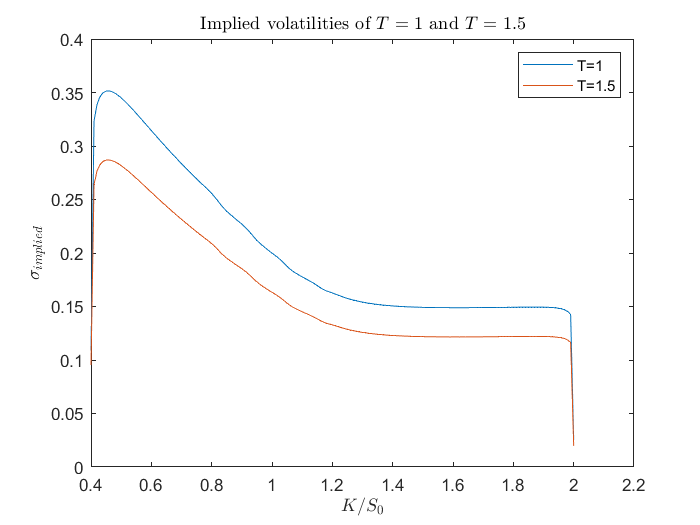 Implied volatilities of T = 1 and T = 1.5
0.4
0.35
0.3
0.25
0.2
0.15
0.1
0.05
0
σimplied
T=1
T=1.5
0.4 0.6 0.8 1 1.2 1.4 1.6 1.8 2 2.2
K/S0